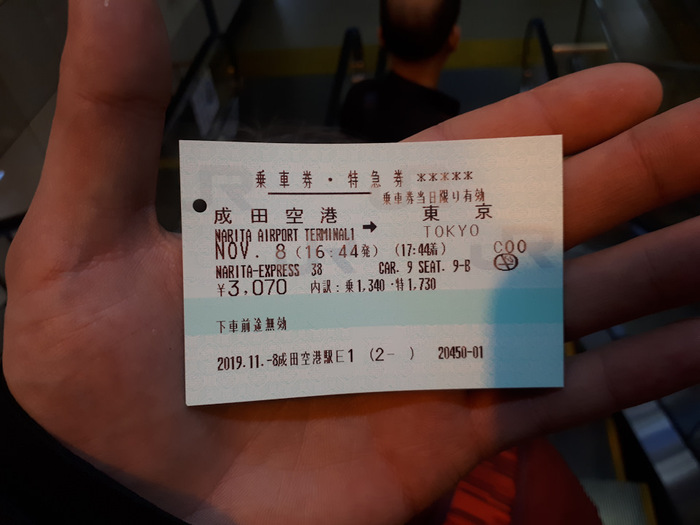 乗車券・特急券 *****
乗車券当日限り有効
成田空港 → 東京
NARITA AIRPORT TERMINAL1 TOKYO
NOV. 8 (16:44発) (17:44着) C00
NARITA-EXPRESS 38 CAR. 9 SEAT. 9-B
¥3,070 内訳:乗1,340・特1,730
下車前途無効
2019.11.-8成田空港駅E1 (2- ) 20450-01